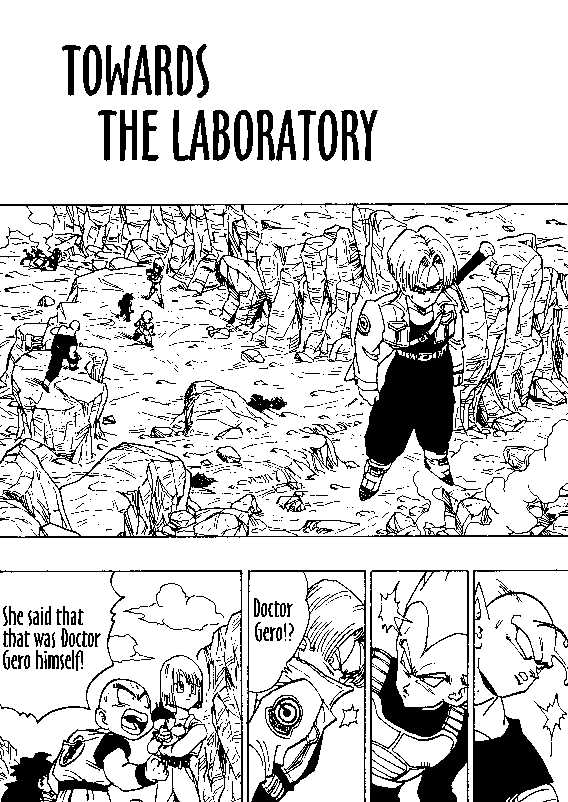 TOWARDS
THE LABORATORY
She said that
that was Doctor
Gero himself!
Doctor
Gero!?